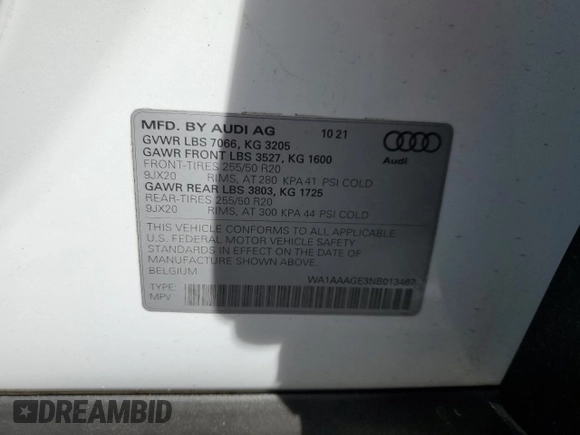 MFD. BY AUDI AG 10 21
GVWR LBS 7066, KG 3205
GAWR FRONT LBS 3527, KG 1600
FRONT-TIRES 255/50 R20
9JX20 RIMS, AT 280 KPA 41 PSI COLD
GAWR REAR LBS 3803, KG 1725
REAR-TIRES 255/50 R20
9JX20 RIMS, AT 300 KPA 44 PSI COLD
Audi
THIS VEHICLE CONFORMS TO ALL APPLICABLE
U.S. FEDERAL MOTOR VEHICLE SAFETY
STANDARDS IN EFFECT ON THE DATE OF
MANUFACTURE SHOWN ABOVE.
BELGIUM
TYPE:
MPV
DREAMBID